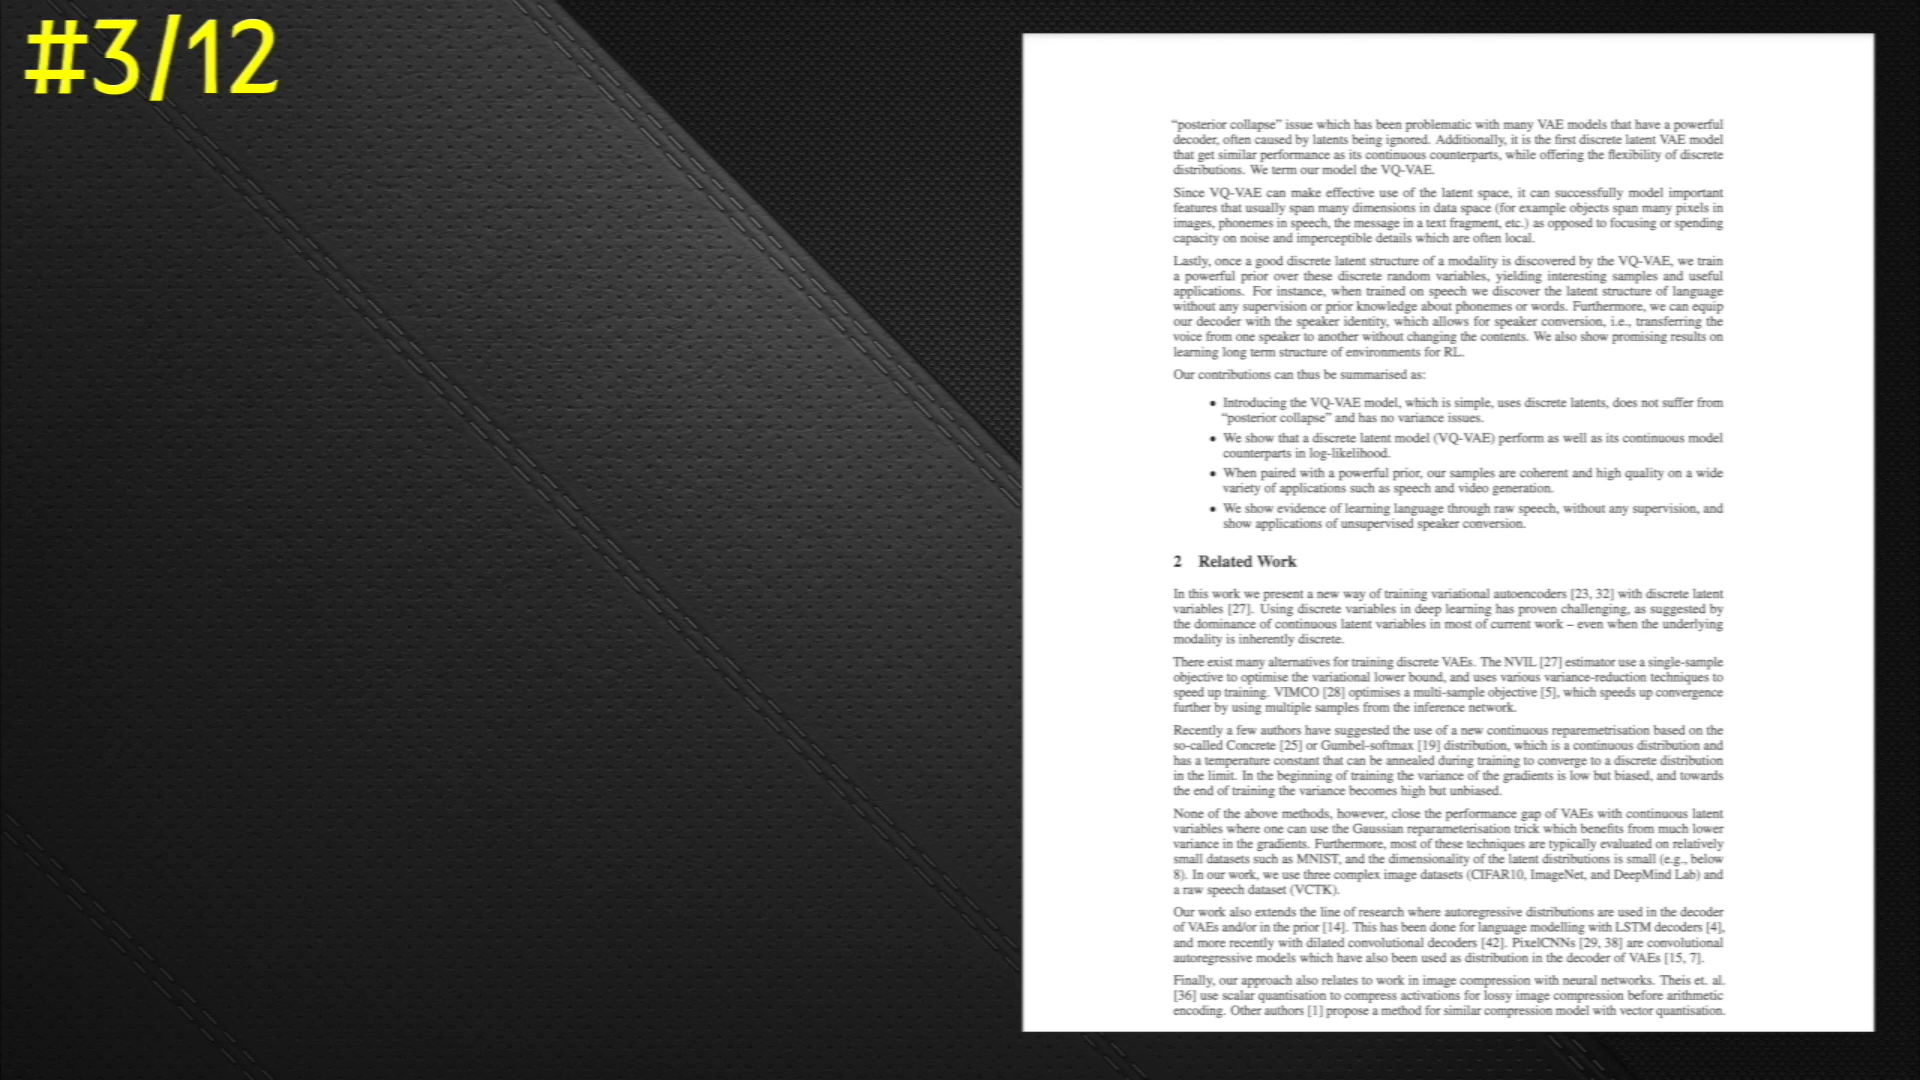 #3/12
“posterior collapse” issue which has been problematic with many VAE models that have a powerful
decoder, often caused by latents being ignored. Additionally, it is the first discrete latent VAE model
that get similar performance as its continuous counterparts, while offering the flexibility of discrete
distributions. We term our model the VQ-VAE.
Since VQ-VAE can make effective use of the latent space, it can successfully model important
features that usually span many dimensions in data space (for example objects span many pixels in
images, phonemes in speech, the message in a text fragment, etc.) as opposed to focusing or spending
capacity on noise and imperceptible details which are often local.
Lastly, once a good discrete latent structure of a modality is discovered by the VQ-VAE, we train
a powerful prior over these discrete random variables, yielding interesting samples and useful
applications. For instance, when trained on speech we discover the latent structure of language
without any supervision or prior knowledge about phonemes or words. Furthermore, we can equip
our decoder with the speaker identity, which allows for speaker conversion, i.e., transferring the
voice from one speaker to another without changing the contents. We also show promising results on
learning long term structure of environments for RL.
Our contributions can thus be summarised as:
• Introducing the VQ-VAE model, which is simple, uses discrete latents, does not suffer from
“posterior collapse” and has no variance issues.
• We show that a discrete latent model (VQ-VAE) perform as well as its continuous model
counterparts in log-likelihood.
• When paired with a powerful prior, our samples are coherent and high quality on a wide
variety of applications such as speech and video generation.
• We show evidence of learning language through raw speech, without any supervision, and
show applications of unsupervised speaker conversion.
2 Related Work
In this work we present a new way of training variational autoencoders [23, 32] with discrete latent
variables [27]. Using discrete variables in deep learning has proven challenging, as suggested by
the dominance of continuous latent variables in most of current work – even when the underlying
modality is inherently discrete.
There exist many alternatives for training discrete VAEs. The NVIL [27] estimator use a single-sample
objective to optimise the variational lower bound, and uses various variance-reduction techniques to
speed up training. VIMCO [28] optimises a multi-sample objective [5], which speeds up convergence
further by using multiple samples from the inference network.
Recently a few authors have suggested the use of a new continuous reparemetrisation based on the
so-called Concrete [25] or Gumbel-softmax [19] distribution, which is a continuous distribution and
has a temperature constant that can be annealed during training to converge to a discrete distribution
in the limit. In the beginning of training the variance of the gradients is low but biased, and towards
the end of training the variance becomes high but unbiased.
None of the above methods, however, close the performance gap of VAEs with continuous latent
variables where one can use the Gaussian reparameterisation trick which benefits from much lower
variance in the gradients. Furthermore, most of these techniques are typically evaluated on relatively
small datasets such as MNIST, and the dimensionality of the latent distributions is small (e.g., below
8). In our work, we use three complex image datasets (CIFAR10, ImageNet, and DeepMind Lab) and
a raw speech dataset (VCTK).
Our work also extends the line of research where autoregressive distributions are used in the decoder
of VAEs and/or in the prior [14]. This has been done for language modelling with LSTM decoders [4],
and more recently with dilated convolutional decoders [42]. PixelCNNs [29, 38] are convolutional
autoregressive models which have also been used as distribution in the decoder of VAEs [15, 7].
Finally, our approach also relates to work in image compression with neural networks. Theis et. al.
[36] use scalar quantisation to compress activations for lossy image compression before arithmetic
encoding. Other authors [1] propose a method for similar compression model with vector quantisation.